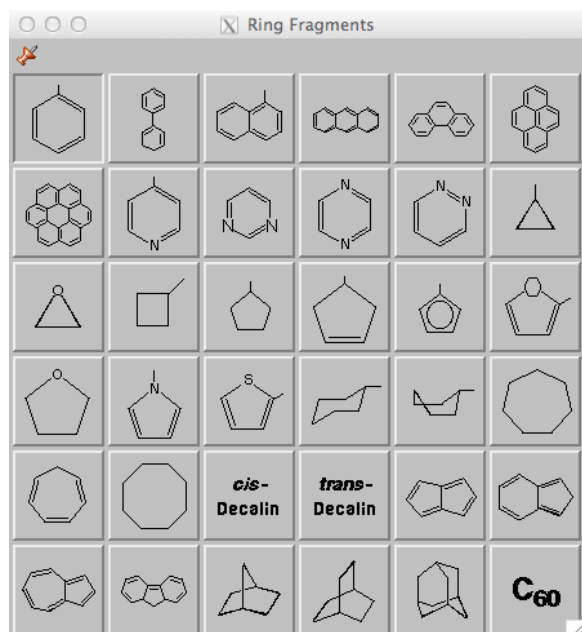 Ring Fragments
N
N N
N
N
N
N
O
O
O
N
S
cis-
Decalin
trans-
Decalin
C60